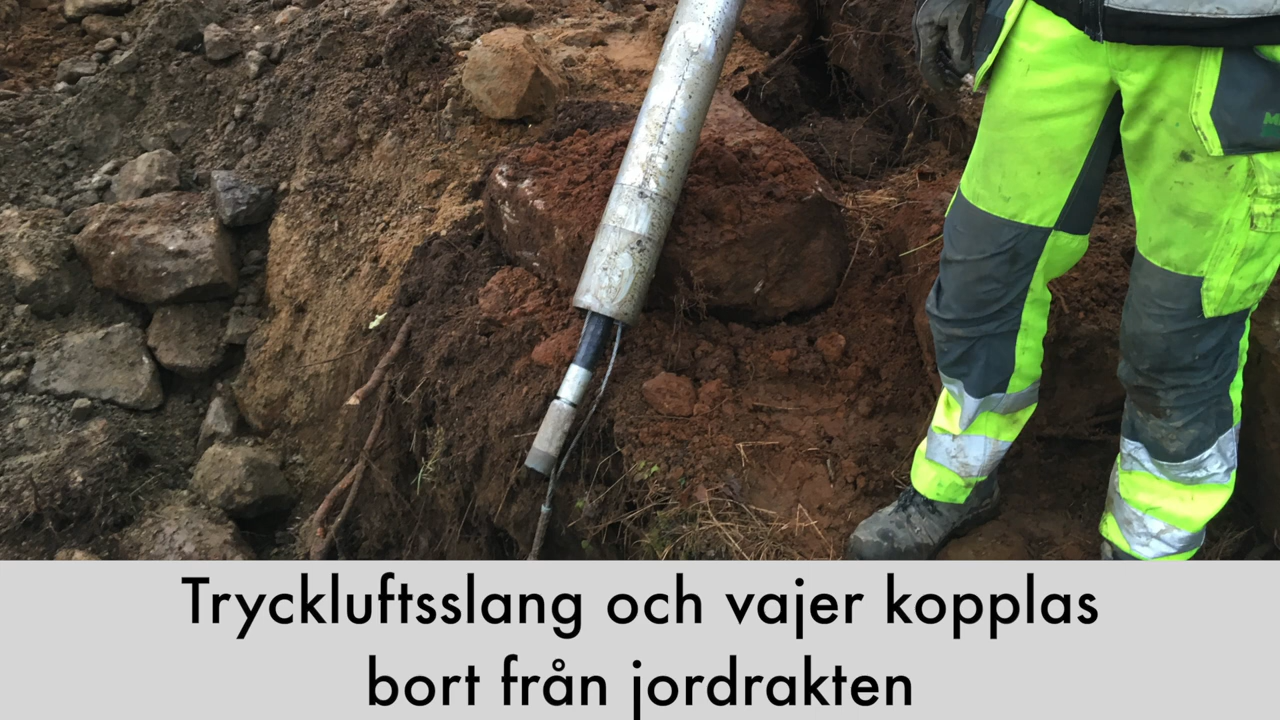 Tryckluftsslang och vajer kopplas
bort från jordrakten